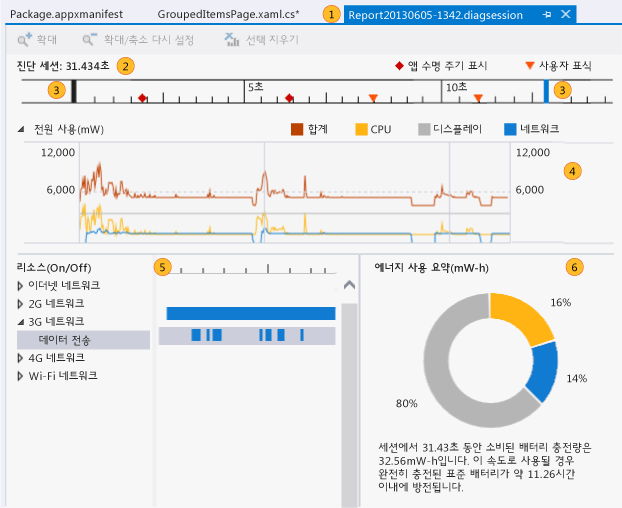 Package.appxmanifest GroupedItemsPage.xaml.cs* 1 Report20130605-1342.diagsession
확대 확대/축소 다시 설정 선택 지우기
진단 세션: 31.434초 2 앱 수명 주기 표시 사용자 표식
3 5초 10초 3
전원 사용(mW) 합계 CPU 디스플레이 네트워크
12,000 12,000
4
6,000 6,000
리소스(On/Off) 5 에너지 사용 요약(mW-h) 6
이더넷 네트워크
2G 네트워크
3G 네트워크
데이터 전송
4G 네트워크
Wi-Fi 네트워크
16%
14%
80%
세션에서 31.43초 동안 소비된 배터리 충전량은
32.56mW-h입니다. 이 속도로 사용될 경우
완전히 충전된 표준 배터리가 약 11.26시간
이내에 방전됩니다.